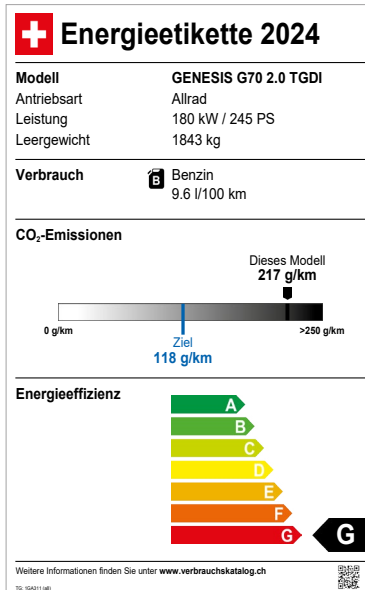 Energieetikette 2024
Modell GENESIS G70 2.0 TGDI
Antriebsart Allrad
Leistung 180 kW / 245 PS
Leergewicht 1843 kg
Verbrauch B Benzin
9.6 l/100 km
CO₂-Emissionen
Dieses Modell
217 g/km
0 g/km >250 g/km
Ziel
118 g/km
Energieeffizienz
A
B
C
D
E
F
G G
Weitere Informationen finden Sie unter www.verbrauchskatalog.ch